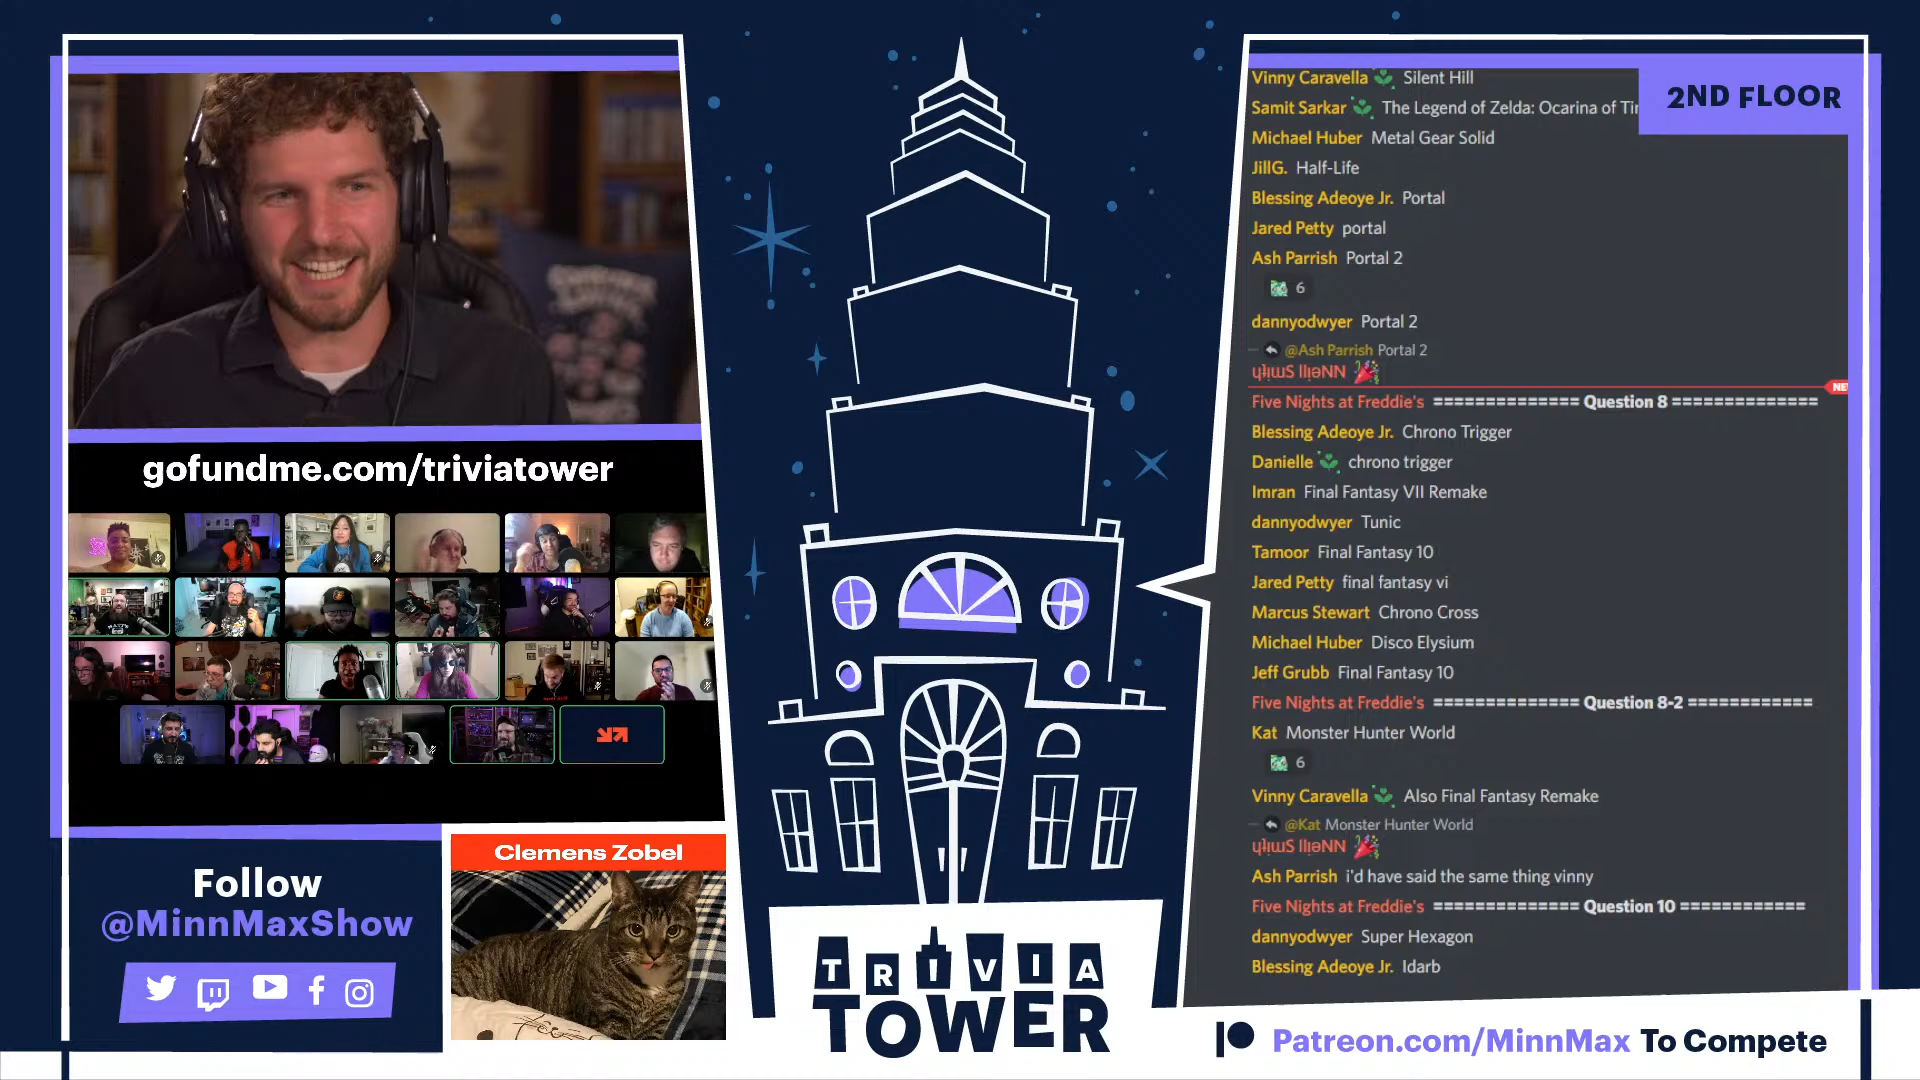 gofundme.com/triviatower
Follow
@MinnMaxShow
Clemens Zobel
TRIVIA
TOWER
2ND FLOOR
Vinny Caravella Silent Hill
Samit Sarkar The Legend of Zelda: Ocarina of Tir
Michael Huber Metal Gear Solid
JillG. Half-Life
Blessing Adeoye Jr. Portal
Jared Petty portal
Ash Parrish Portal 2
6
dannyodwyer Portal 2
@Ash Parrish Portal 2
ɥʇᴉɯS llᴉǝNN
NE
Five Nights at Freddie's ============== Question 8 ==============
Blessing Adeoye Jr. Chrono Trigger
Danielle chrono trigger
Imran Final Fantasy VII Remake
dannyodwyer Tunic
Tamoor Final Fantasy 10
Jared Petty final fantasy vi
Marcus Stewart Chrono Cross
Michael Huber Disco Elysium
Jeff Grubb Final Fantasy 10
Five Nights at Freddie's ============== Question 8-2 ============
Kat Monster Hunter World
6
Vinny Caravella Also Final Fantasy Remake
@Kat Monster Hunter World
ɥʇᴉɯS llᴉǝNN
Ash Parrish i'd have said the same thing vinny
Five Nights at Freddie's ============== Question 10 ============
dannyodwyer Super Hexagon
Blessing Adeoye Jr. Idarb
Patreon.com/MinnMax To Compete